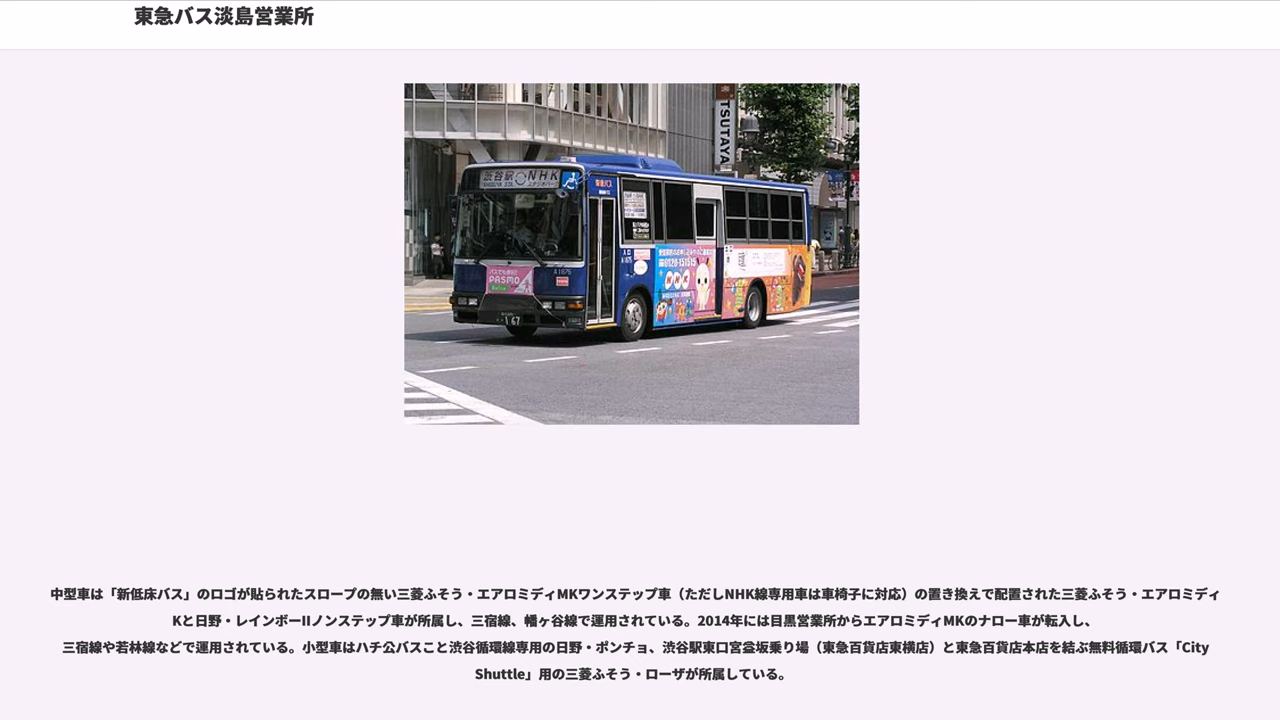 東急バス淡島営業所
TSUTAYA
渋谷駅 NHK
東急バス
PASMO
A1675
・167
中型車は「新低床バス」のロゴが貼られたスロープの無い三菱ふそう・エアロミディMKワンステップ車（ただしNHK線専用車は車椅子に対応）の置き換えで配置された三菱ふそう・エアロミディ
Kと日野・レインボーIIノンステップ車が所属し、三宿線、幡ヶ谷線で運用されている。2014年には目黒営業所からエアロミディMKのナロー車が転入し、
三宿線や若林線などで運用されている。小型車はハチ公バスこと渋谷循環線専用の日野・ポンチョ、渋谷駅東口宮益坂乗り場（東急百貨店東横店）と東急百貨店本店を結ぶ無料循環バス「City
Shuttle」用の三菱ふそう・ローザが所属している。